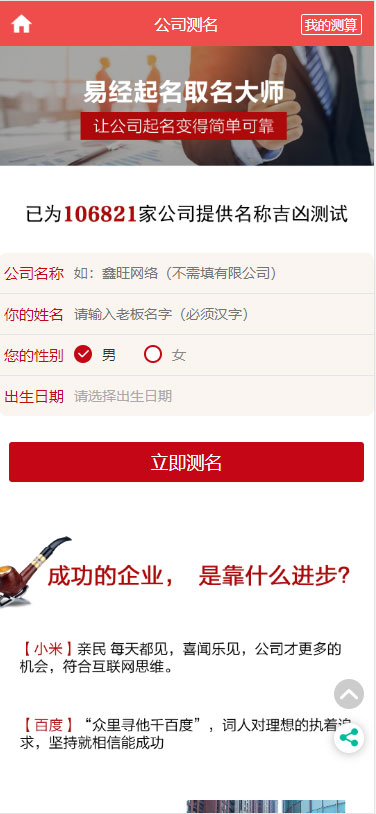 公司测名
我的测算
易经起名取名大师
让公司起名变得简单可靠
已为106821家公司提供名称吉凶测试
公司名称 如：鑫旺网络（不需填有限公司）
你的姓名 请输入老板名字（必须汉字）
您的性别 男 女
出生日期 请选择出生日期
立即测名
成功的企业， 是靠什么进步？
【小米】亲民 每天都见，喜闻乐见，公司才更多的
机会，符合互联网思维。
【百度】“众里寻他千百度”，词人对理想的执着追
求，坚持就相信能成功